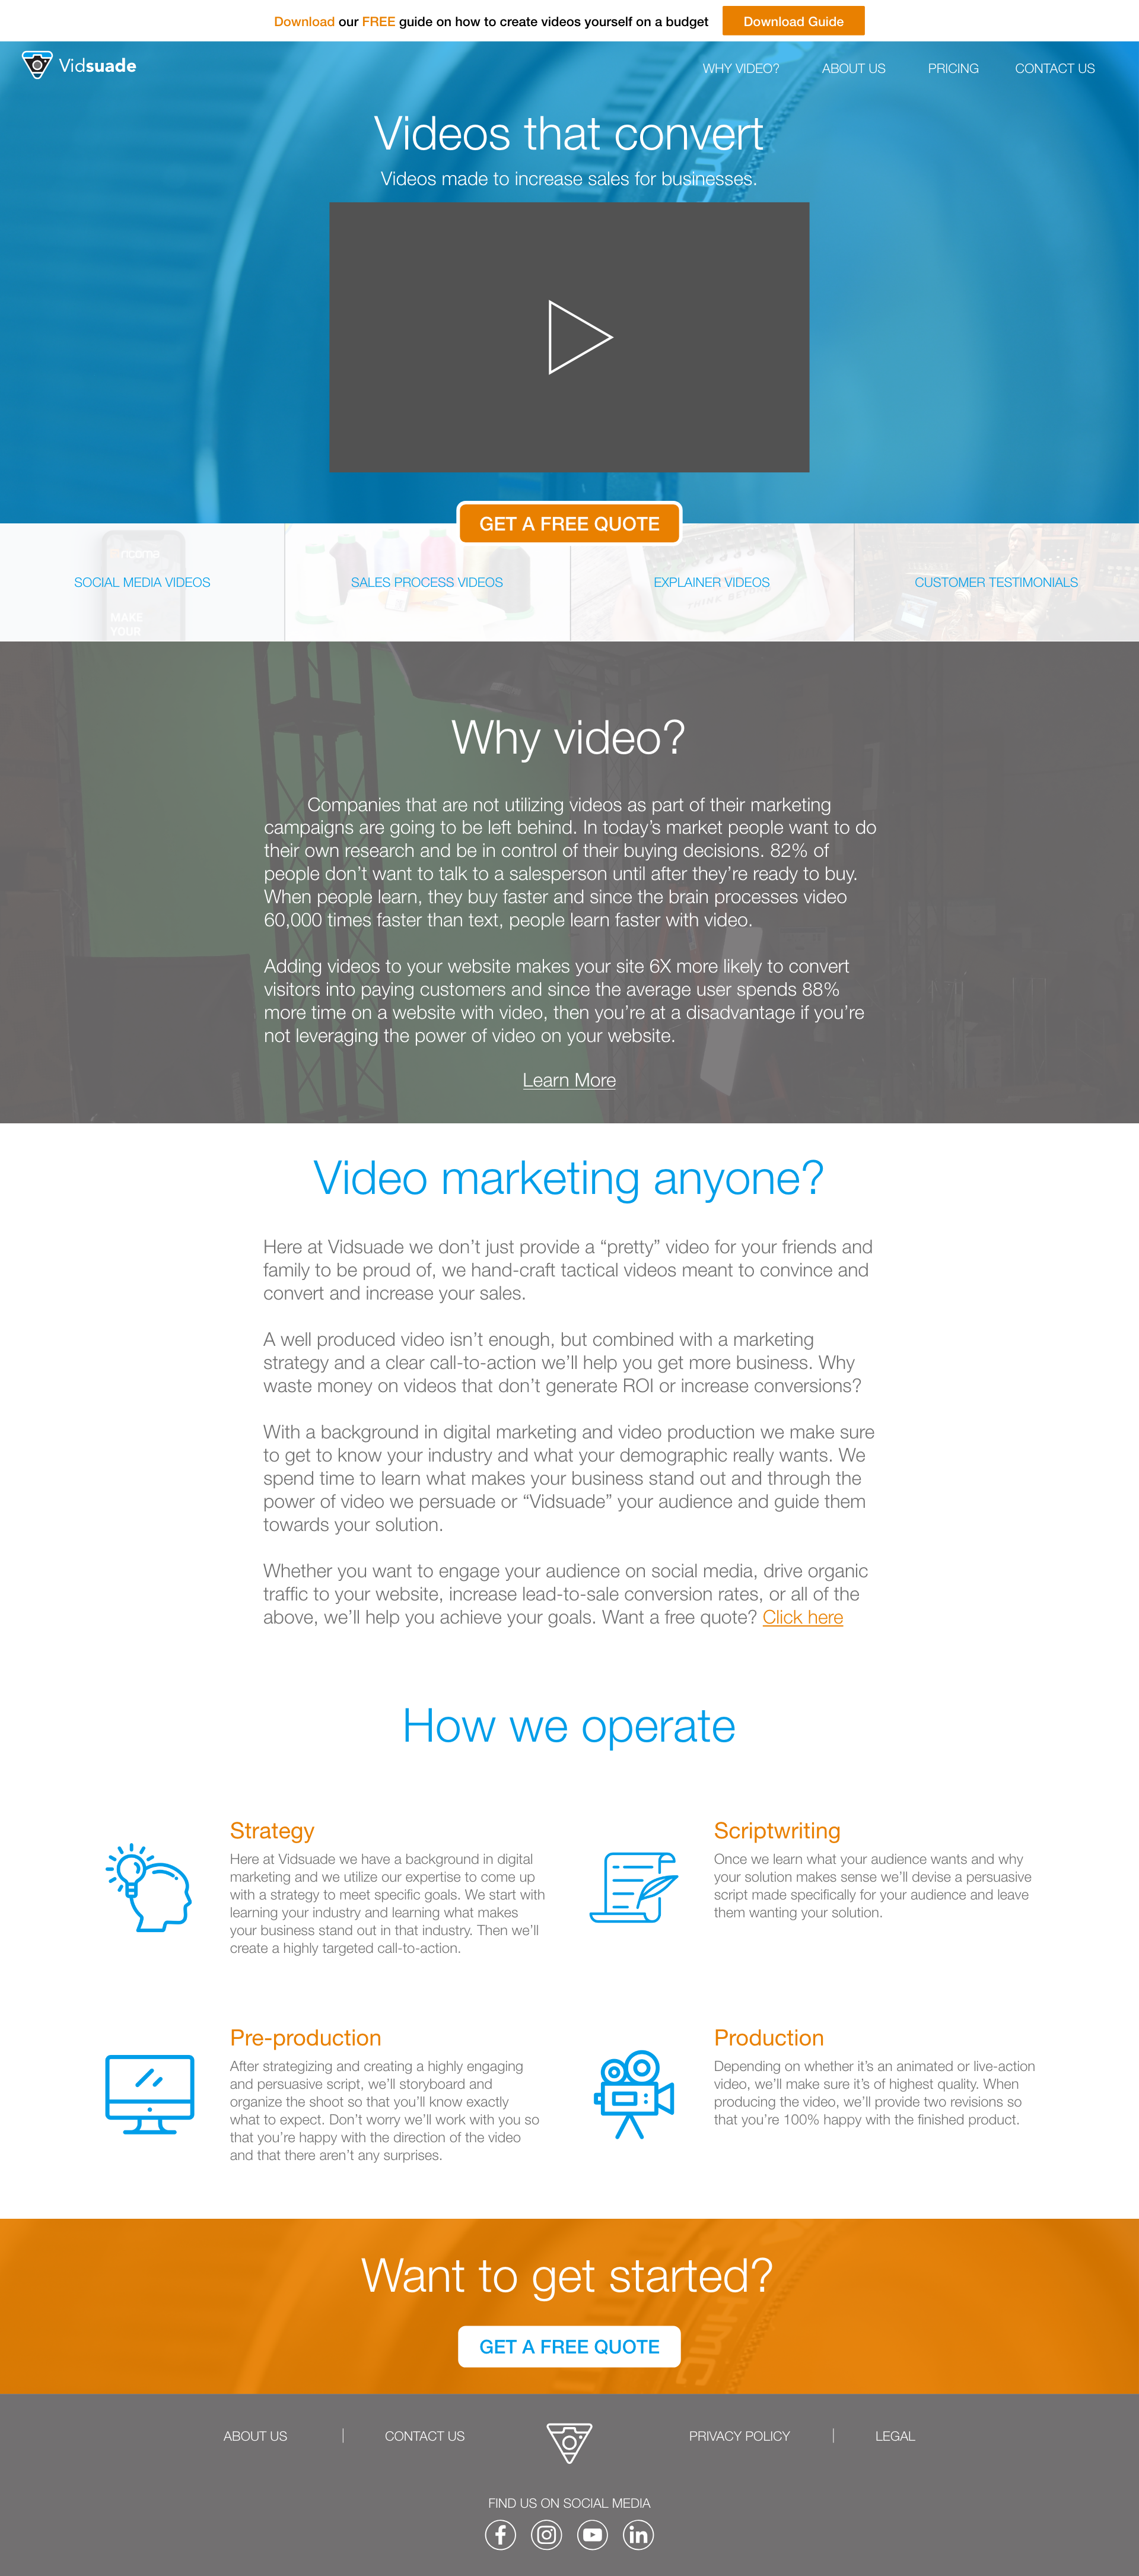 Download our FREE guide on how to create videos yourself on a budget
Download Guide
Vidsuade
WHY VIDEO?
ABOUT US
PRICING
CONTACT US
Videos that convert
Videos made to increase sales for businesses.
GET A FREE QUOTE
SOCIAL MEDIA VIDEOS
SALES PROCESS VIDEOS
EXPLAINER VIDEOS
CUSTOMER TESTIMONIALS
MAKE
YOUR
Why video?
Companies that are not utilizing videos as part of their marketing
campaigns are going to be left behind. In today’s market people want to do
their own research and be in control of their buying decisions. 82% of
people don’t want to talk to a salesperson until after they’re ready to buy.
When people learn, they buy faster and since the brain processes video
60,000 times faster than text, people learn faster with video.
Adding videos to your website makes your site 6X more likely to convert
visitors into paying customers and since the average user spends 88%
more time on a website with video, then you’re at a disadvantage if you’re
not leveraging the power of video on your website.
Learn More
Video marketing anyone?
Here at Vidsuade we don’t just provide a “pretty” video for your friends and
family to be proud of, we hand-craft tactical videos meant to convince and
convert and increase your sales.
A well produced video isn’t enough, but combined with a marketing
strategy and a clear call-to-action we’ll help you get more business. Why
waste money on videos that don’t generate ROI or increase conversions?
With a background in digital marketing and video production we make sure
to get to know your industry and what your demographic really wants. We
spend time to learn what makes your business stand out and through the
power of video we persuade or “Vidsuade” your audience and guide them
towards your solution.
Whether you want to engage your audience on social media, drive organic
traffic to your website, increase lead-to-sale conversion rates, or all of the
above, we’ll help you achieve your goals. Want a free quote? Click here
How we operate
Strategy
Here at Vidsuade we have a background in digital
marketing and we utilize our expertise to come up
with a strategy to meet specific goals. We start with
learning your industry and learning what makes
your business stand out in that industry. Then we’ll
create a highly targeted call-to-action.
Scriptwriting
Once we learn what your audience wants and why
your solution makes sense we’ll devise a persuasive
script made specifically for your audience and leave
them wanting your solution.
Pre-production
After strategizing and creating a highly engaging
and persuasive script, we’ll storyboard and
organize the shoot so that you’ll know exactly
what to expect. Don’t worry we’ll work with you so
that you’re happy with the direction of the video
and that there aren’t any surprises.
Production
Depending on whether it’s an animated or live-action
video, we’ll make sure it’s of highest quality. When
producing the video, we’ll provide two revisions so
that you’re 100% happy with the finished product.
Want to get started?
GET A FREE QUOTE
ABOUT US
CONTACT US
PRIVACY POLICY
LEGAL
FIND US ON SOCIAL MEDIA